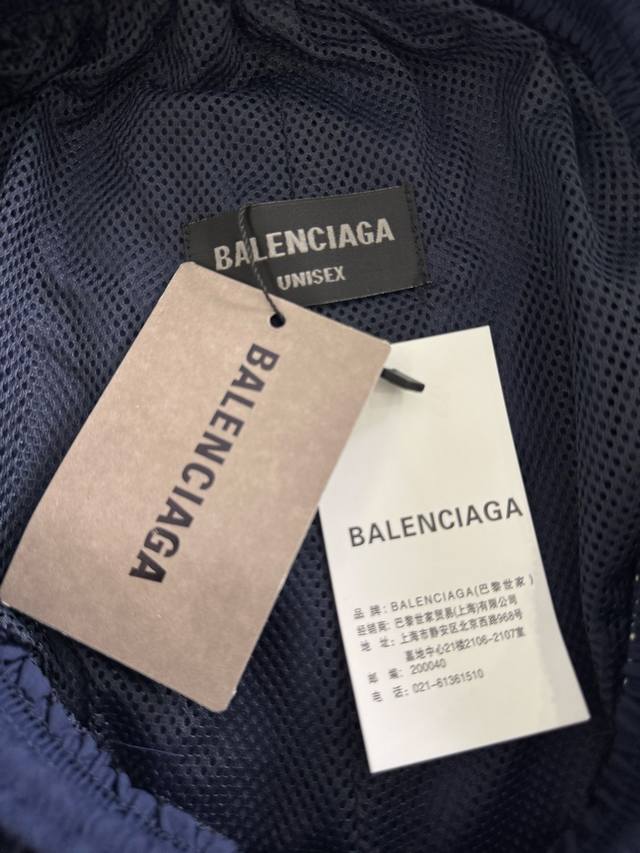 BALENCIAGA
UNISEX
BALENCIAGA
BALENCIAGA
品 牌: BALENCIAGA(巴黎世家)
经销商: 巴黎世家贸易(上海)有限公司
地 址: 上海市静安区北京西路968号
嘉地中心21楼2106-2107室
邮 编: 200040
电 话: 021-61361510